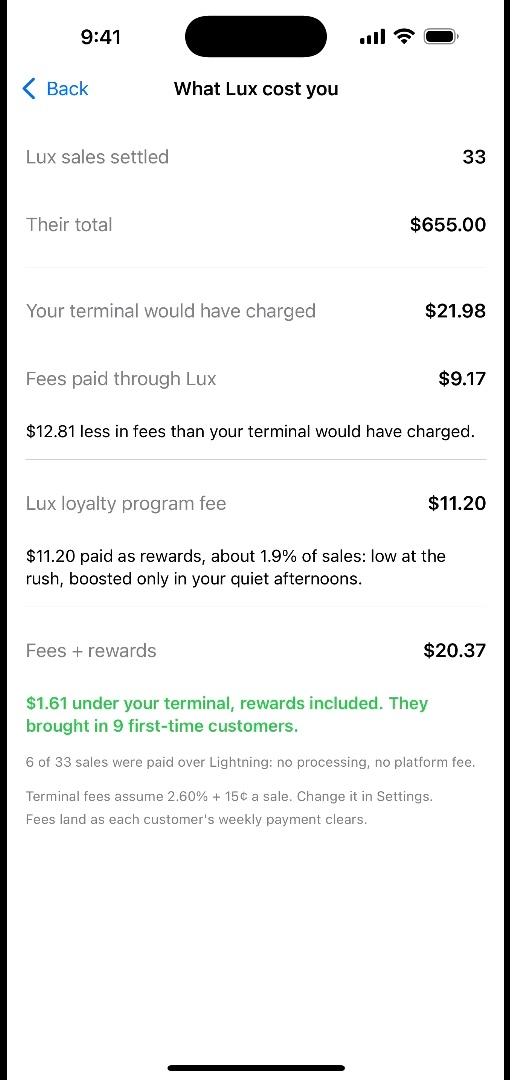 9:41
Back
What Lux cost you
Lux sales settled 33
Their total $655.00
Your terminal would have charged $21.98
Fees paid through Lux $9.17
$12.81 less in fees than your terminal would have charged.
Lux loyalty program fee $11.20
$11.20 paid as rewards, about 1.9% of sales: low at the
rush, boosted only in your quiet afternoons.
Fees + rewards $20.37
$1.61 under your terminal, rewards included. They
brought in 9 first-time customers.
6 of 33 sales were paid over Lightning: no processing, no platform fee.
Terminal fees assume 2.60% + 15¢ a sale. Change it in Settings.
Fees land as each customer's weekly payment clears.